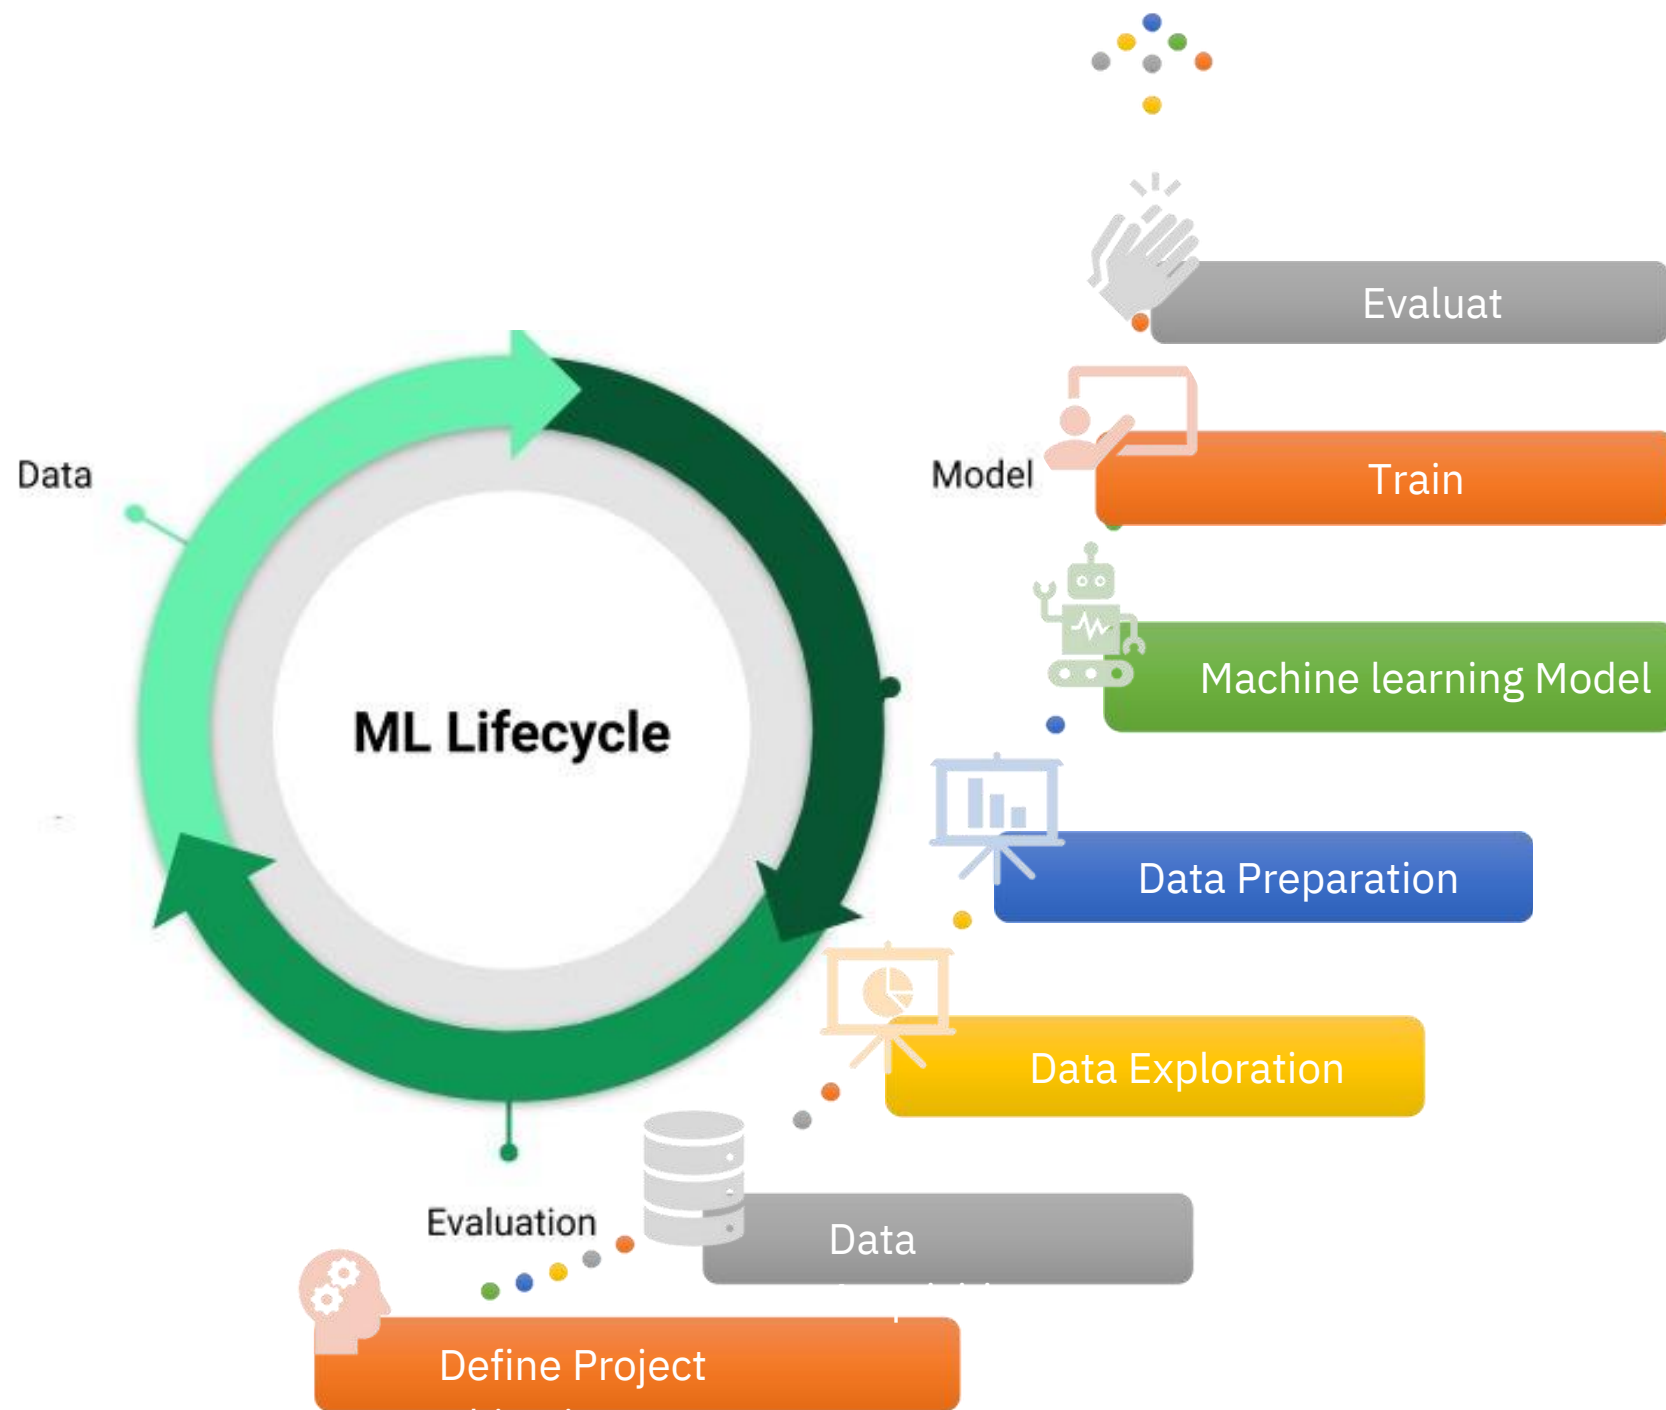 Evaluat
Data
Model
Train
Machine learning Model
ML Lifecycle
Data Preparation
Data Exploration
Evaluation
Data
Define Project